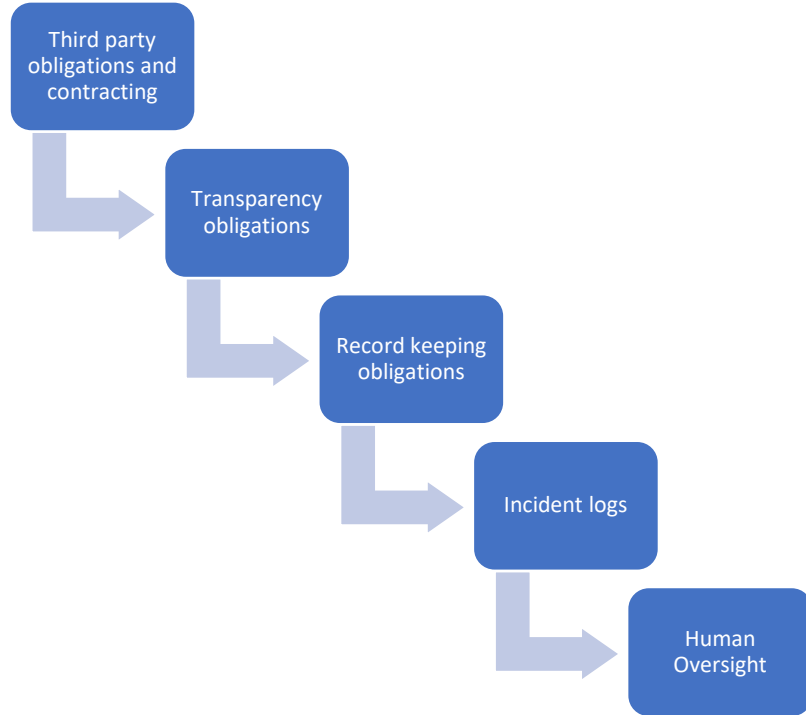 Third party
obligations and
contracting
Transparency
obligations
Record keeping
obligations
Incident logs
Human
Oversight